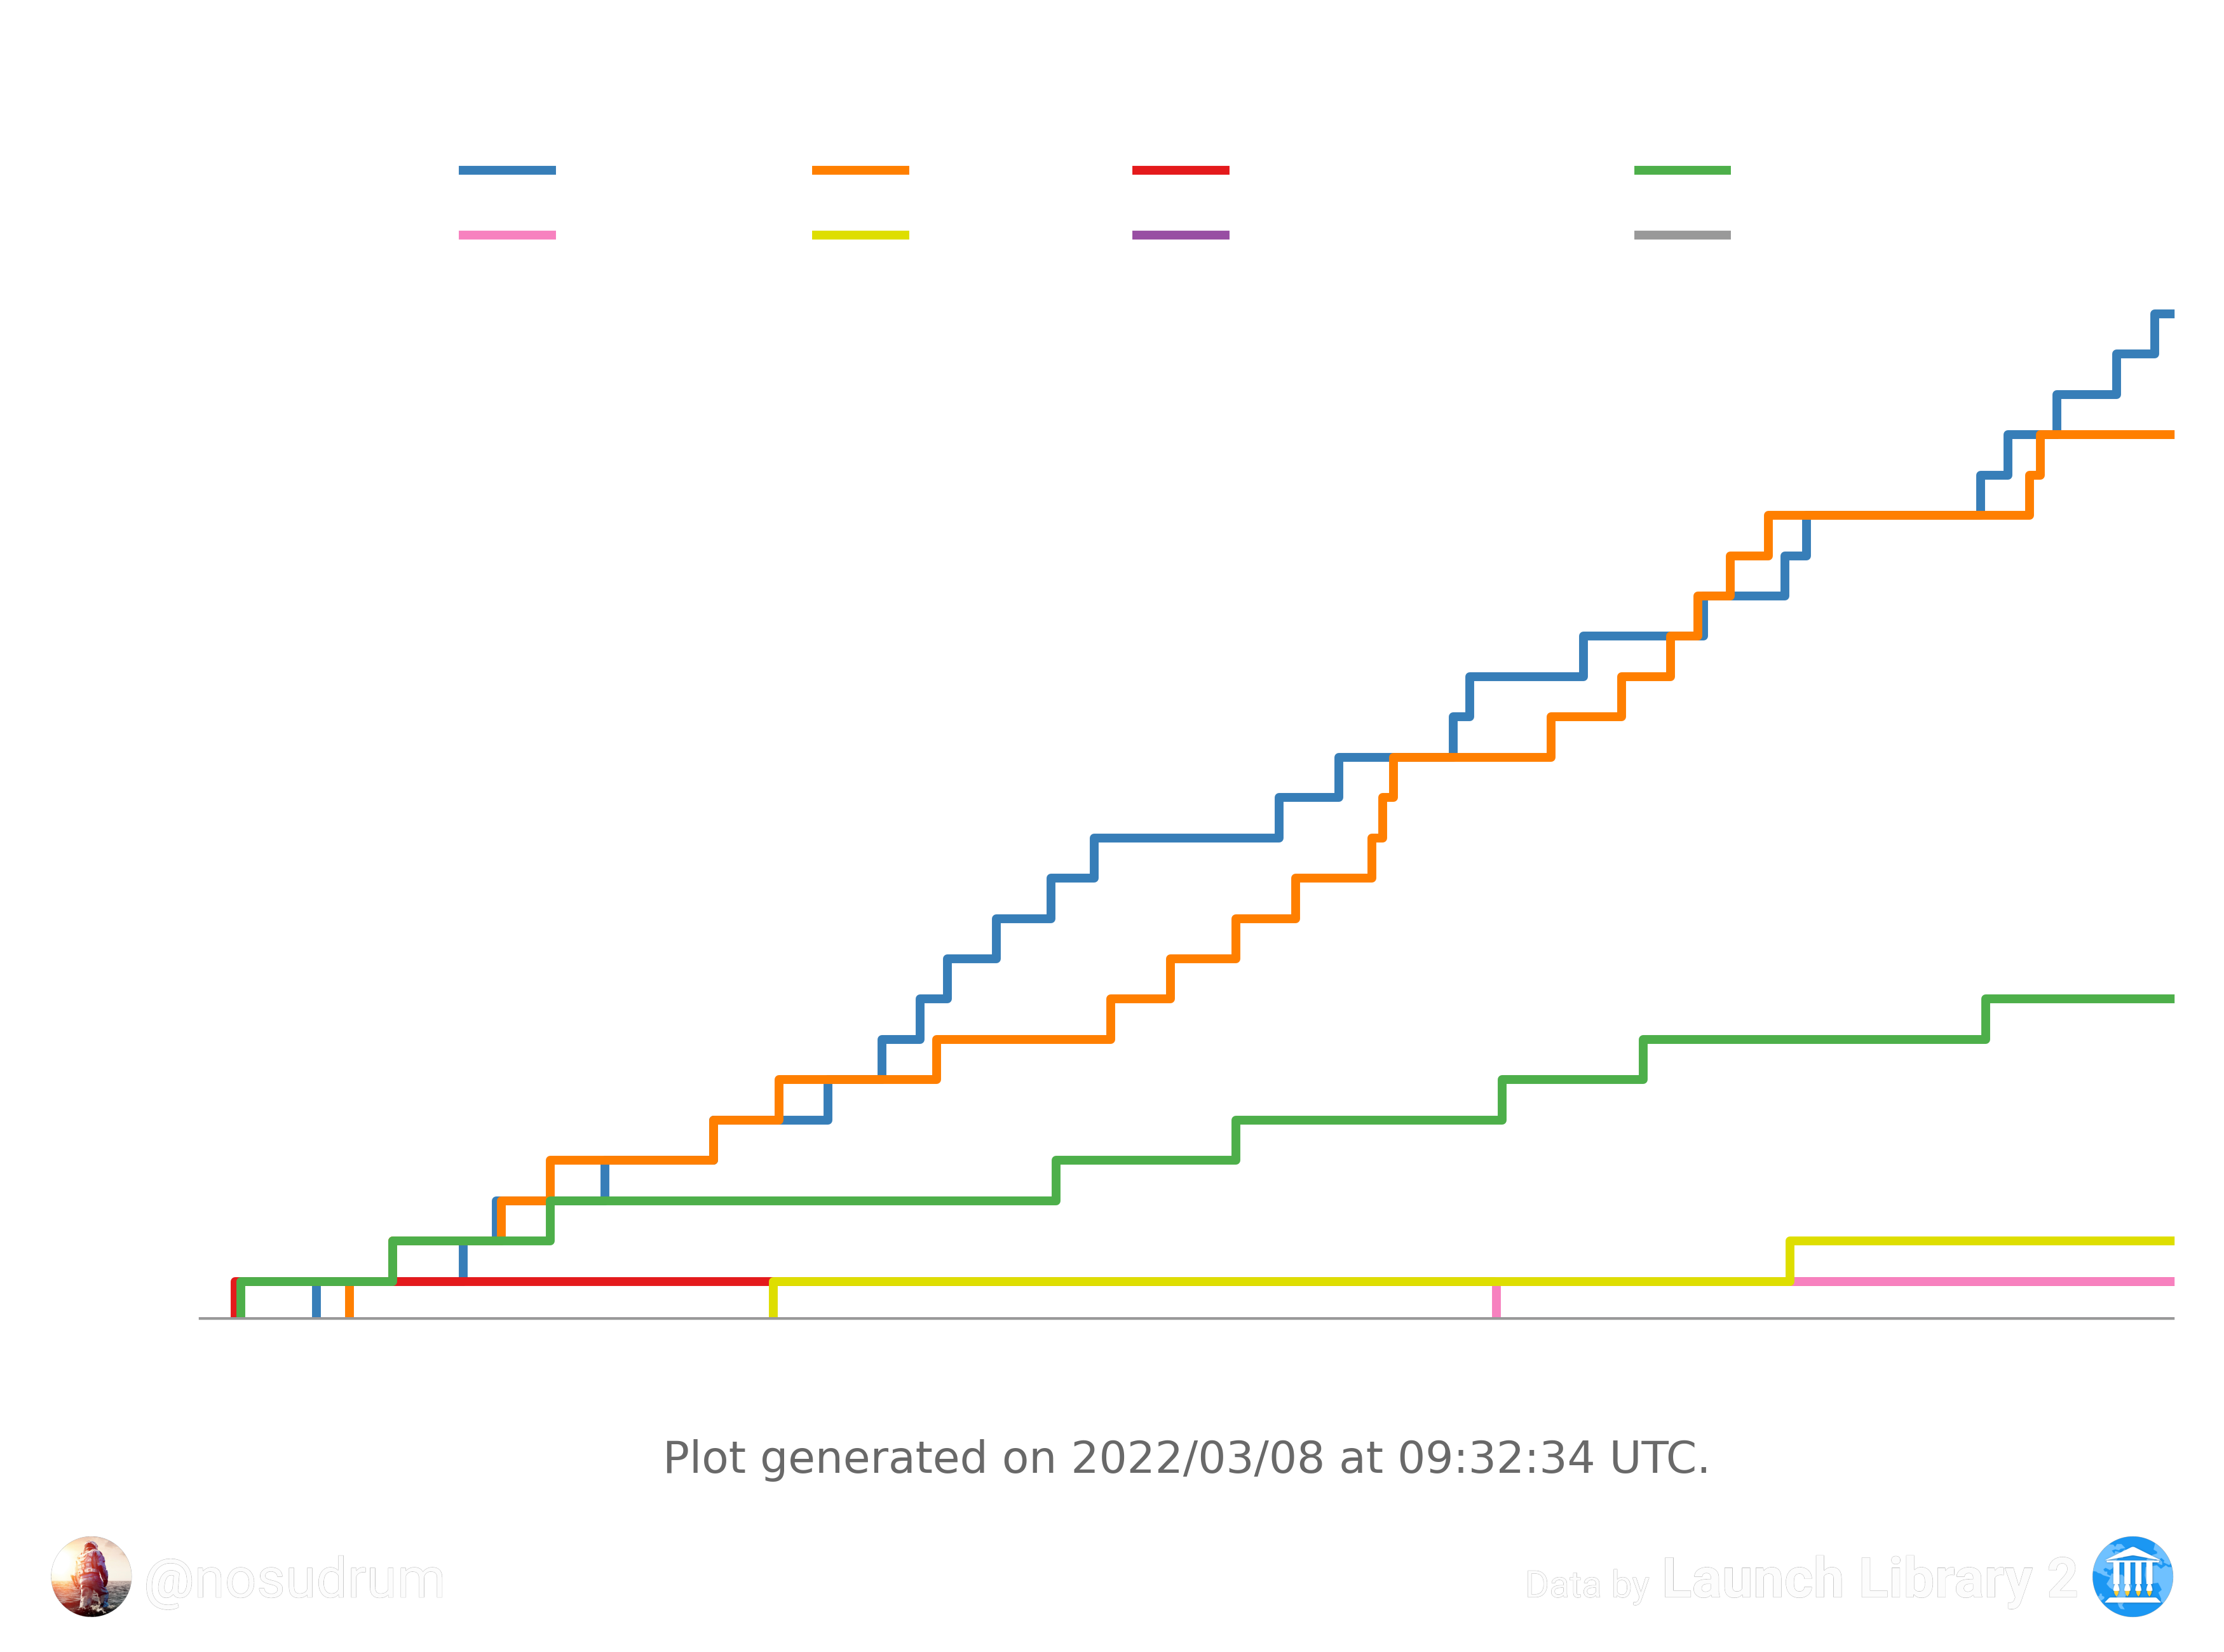 Plot generated on 2022/03/08 at 09:32:34 UTC.
@nosudrum
Data by Launch Library 2